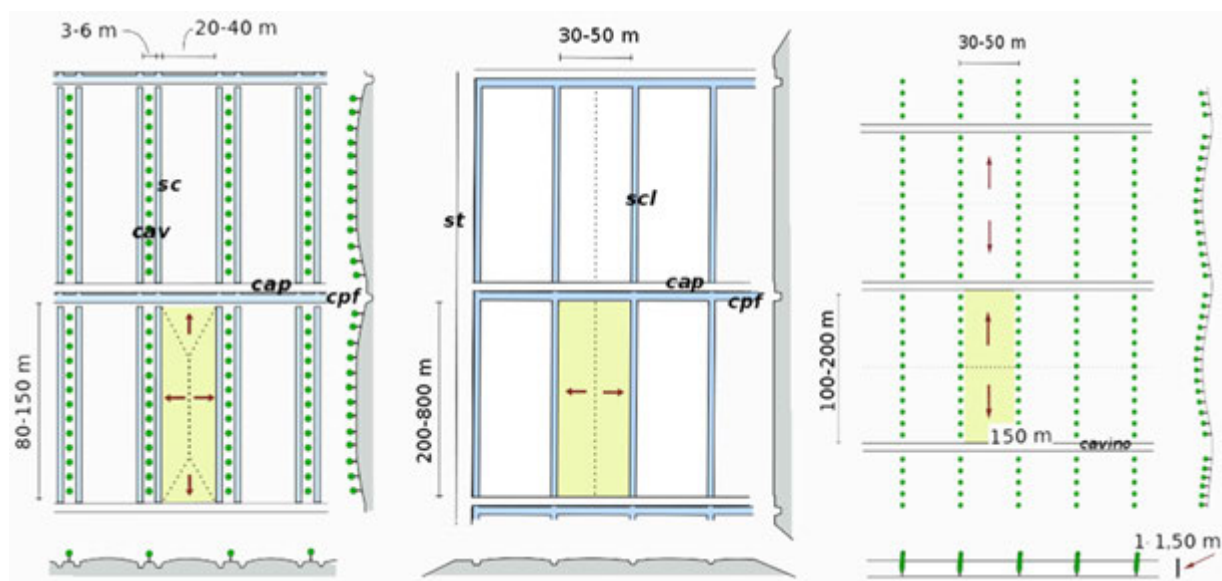 3-6 m
20-40 m
sc
cav
cap
cpf
80-150 m
30-50 m
st
scl
cap
cpf
200-800 m
30-50 m
100-200 m
150 m
cavino
1- 1,50 m